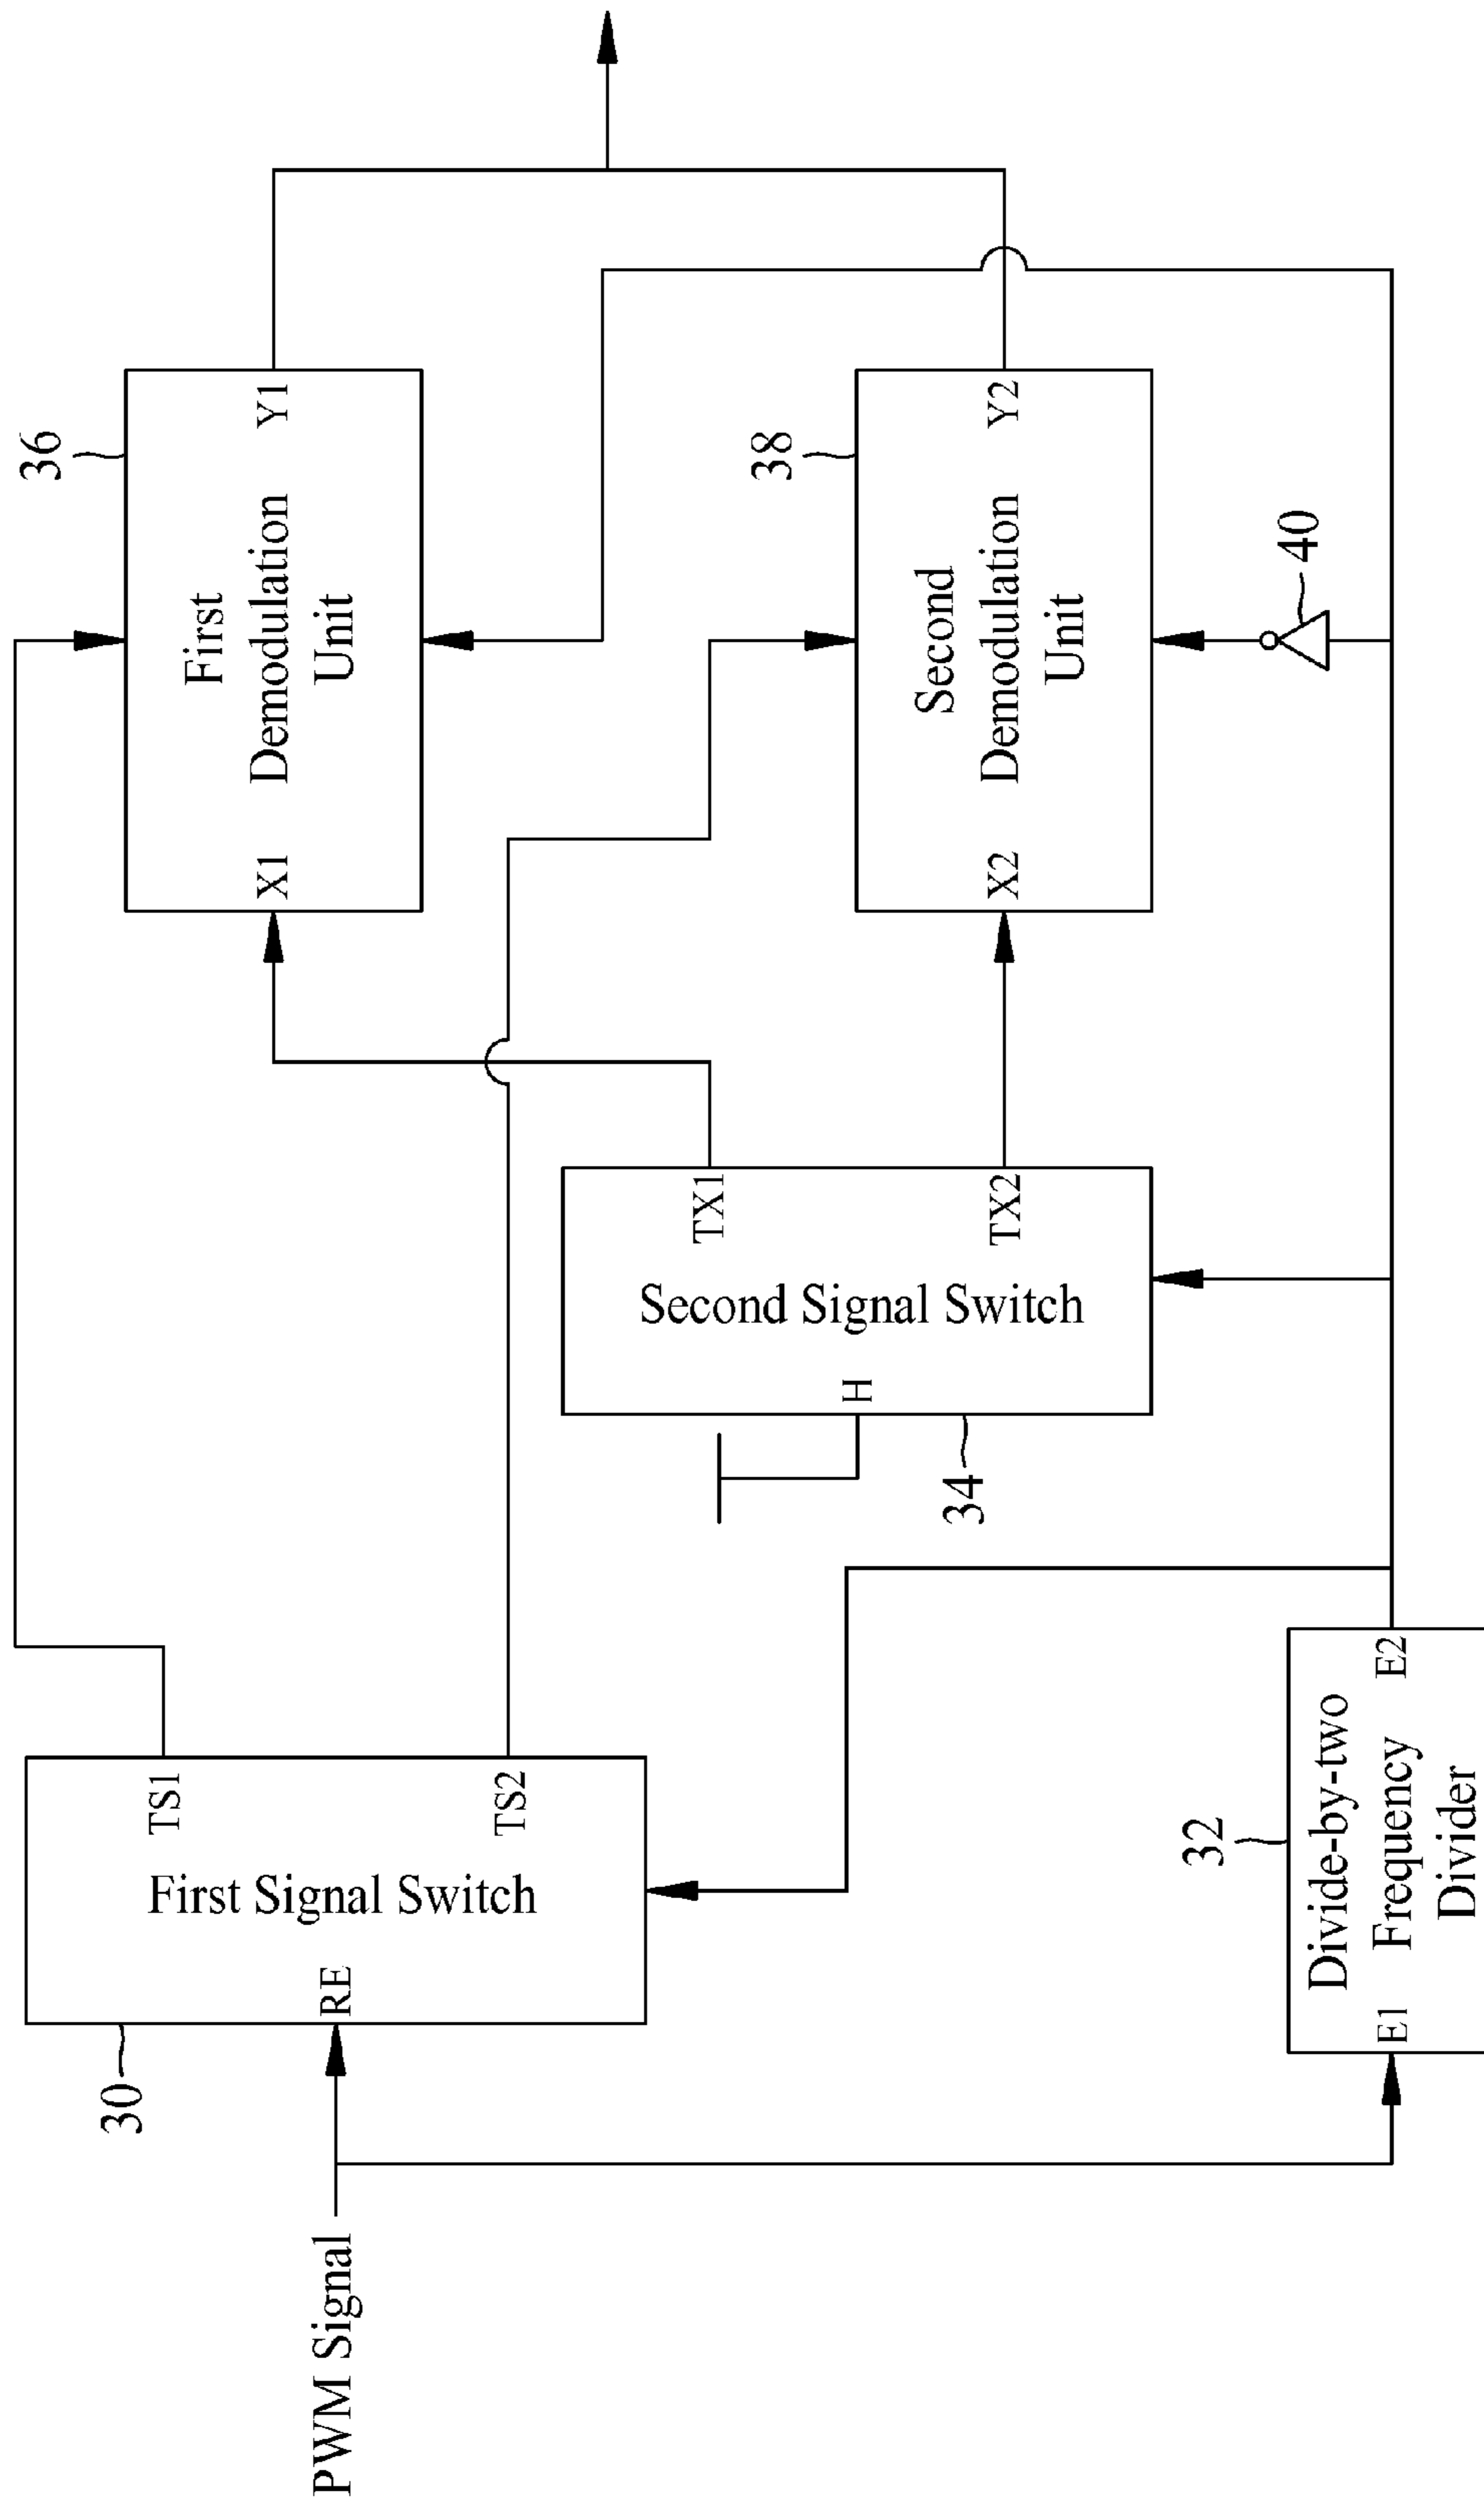 36
First
Demodulation
Unit
X1
Y1
38
Second
Demodulation
Unit
X2
Y2
40
TX1
TX2
Second Signal Switch
H
34
TS1
TS2
First Signal Switch
RE
30
32
Divide-by-two
Frequency
Divider
E1
E2
PWM Signal